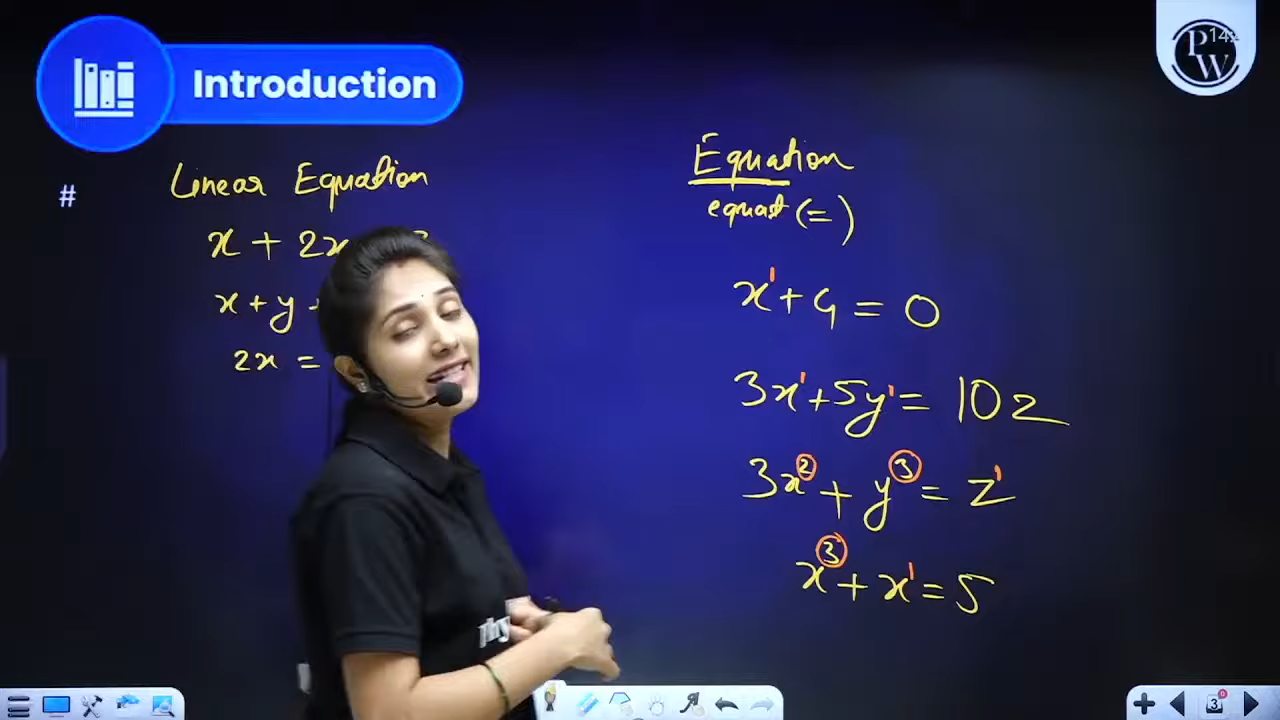 Introduction
PW
#
Linear Equation
x + 2x
x + y +
2x =
Equation
equal (=)
x¹ + 4 = 0
3x¹ + 5y¹ = 10z
3x² + y³ = z¹
x³ + x¹ = 5
3